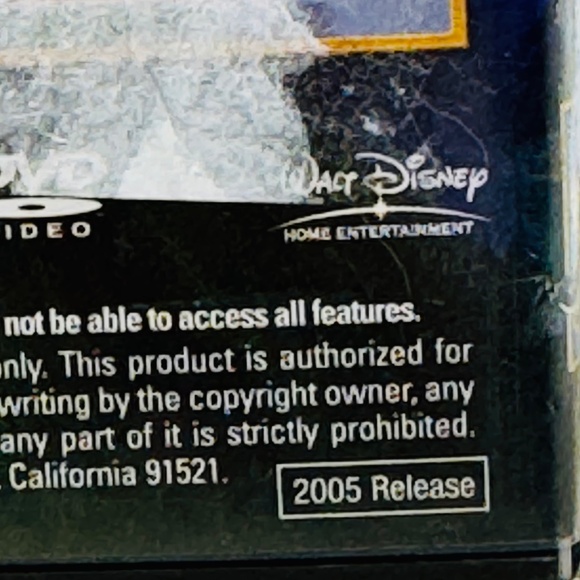 DVD
VIDEO
WALT DISNEY
HOME ENTERTAINMENT
not be able to access all features.
only. This product is authorized for
writing by the copyright owner, any
any part of it is strictly prohibited.
, California 91521.
2005 Release